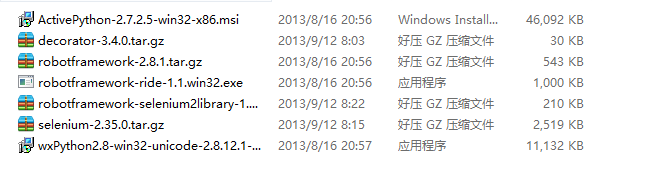 ActivePython-2.7.2.5-win32-x86.msi 2013/8/16 20:56 Windows Install... 46,092 KB
decorator-3.4.0.tar.gz 2013/9/12 8:03 好压 GZ 压缩文件 30 KB
robotframework-2.8.1.tar.gz 2013/8/16 20:56 好压 GZ 压缩文件 543 KB
robotframework-ride-1.1.win32.exe 2013/8/16 20:56 应用程序 1,000 KB
robotframework-selenium2library-1.... 2013/9/12 8:22 好压 GZ 压缩文件 210 KB
selenium-2.35.0.tar.gz 2013/9/12 8:15 好压 GZ 压缩文件 2,519 KB
wxPython2.8-win32-unicode-2.8.12.1-... 2013/8/16 20:57 应用程序 11,132 KB